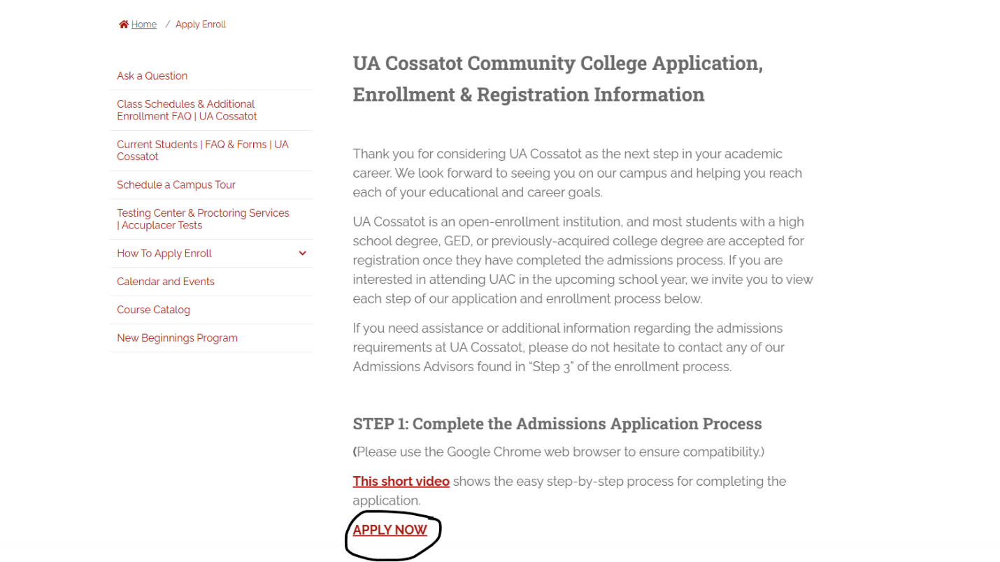 Home / Apply Enroll
Ask a Question
Class Schedules & Additional
Enrollment FAQ | UA Cossatot
Current Students | FAQ & Forms | UA
Cossatot
Schedule a Campus Tour
Testing Center & Proctoring Services
| Accuplacer Tests
How To Apply Enroll
Calendar and Events
Course Catalog
New Beginnings Program
UA Cossatot Community College Application,
Enrollment & Registration Information
Thank you for considering UA Cossatot as the next step in your academic
career. We look forward to seeing you on our campus and helping you reach
each of your educational and career goals.
UA Cossatot is an open-enrollment institution, and most students with a high
school degree, GED, or previously-acquired college degree are accepted for
registration once they have completed the admissions process. If you are
interested in attending UAC in the upcoming school year, we invite you to view
each step of our application and enrollment process below.
If you need assistance or additional information regarding the admissions
requirements at UA Cossatot, please do not hesitate to contact any of our
Admissions Advisors found in “Step 3” of the enrollment process.
STEP 1: Complete the Admissions Application Process
(Please use the Google Chrome web browser to ensure compatibility.)
This short video shows the easy step-by-step process for completing the
application.
APPLY NOW